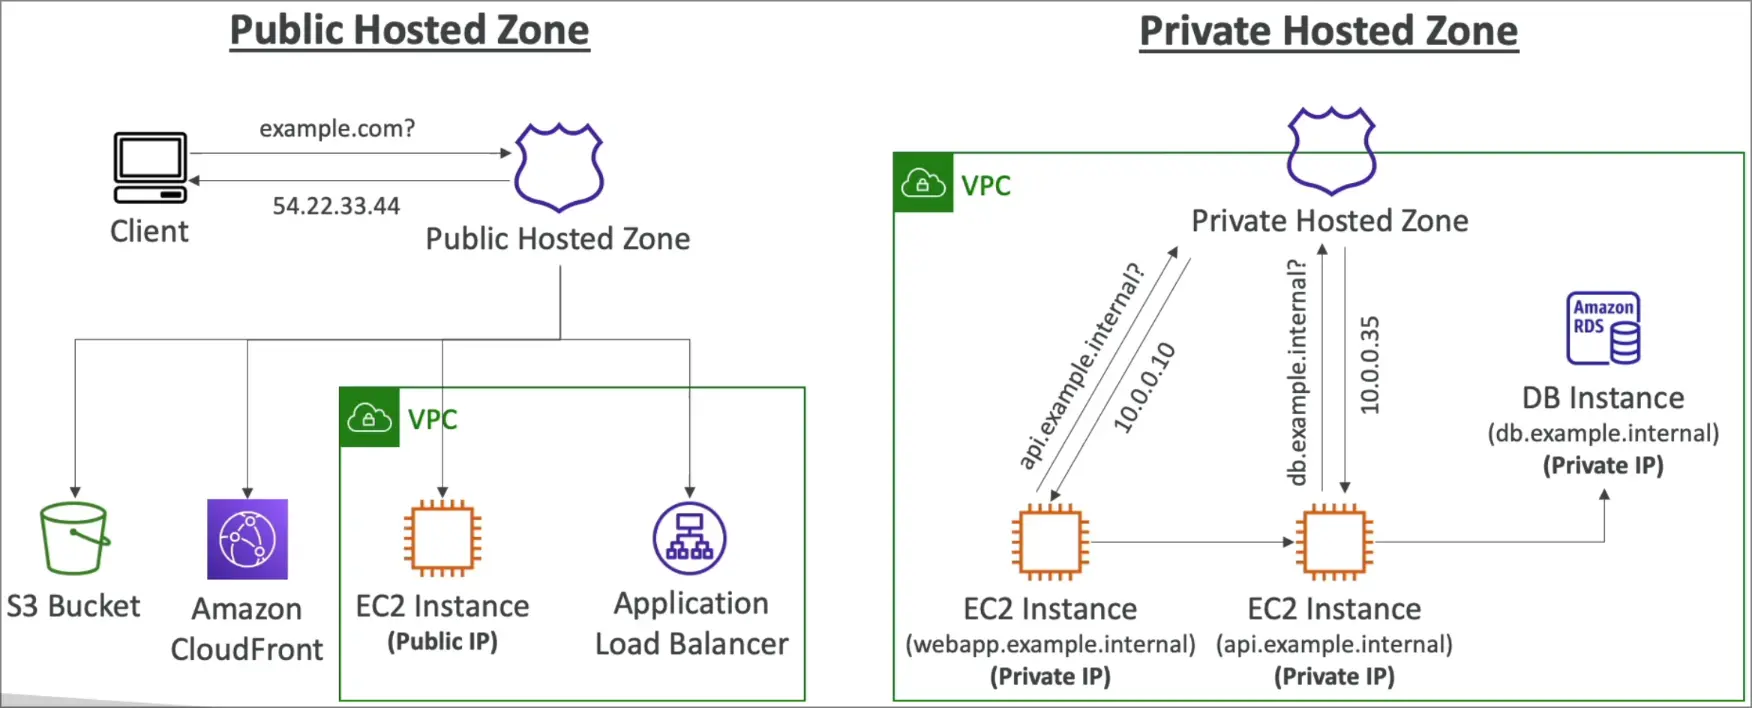 Public Hosted Zone
example.com?
54.22.33.44
Client
Public Hosted Zone
VPC
S3 Bucket
Amazon
CloudFront
EC2 Instance
(Public IP)
Application
Load Balancer
Private Hosted Zone
VPC
Private Hosted Zone
api.example.internal?
10.0.0.10
db.example.internal?
10.0.0.35
Amazon
RDS
DB Instance
(db.example.internal)
(Private IP)
EC2 Instance
(webapp.example.internal)
(Private IP)
EC2 Instance
(api.example.internal)
(Private IP)